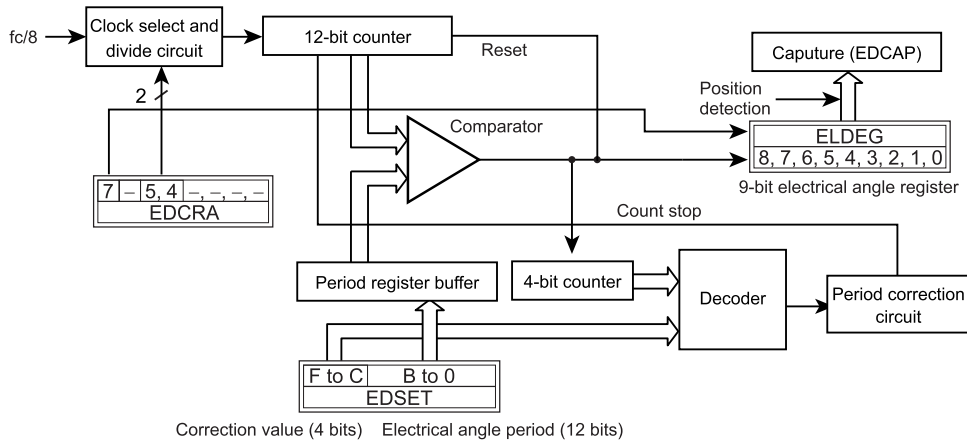 fc/8
Clock select and
divide circuit
12-bit counter
Reset
Caputure (EDCAP)
2
Position
detection
Comparator
ELDEG
8, 7, 6, 5, 4, 3, 2, 1, 0
9-bit electrical angle register
7 – 5, 4 –, –, –, –
EDCRA
Count stop
Period register buffer
4-bit counter
Decoder
Period correction
circuit
F to C B to 0
EDSET
Correction value (4 bits) Electrical angle period (12 bits)